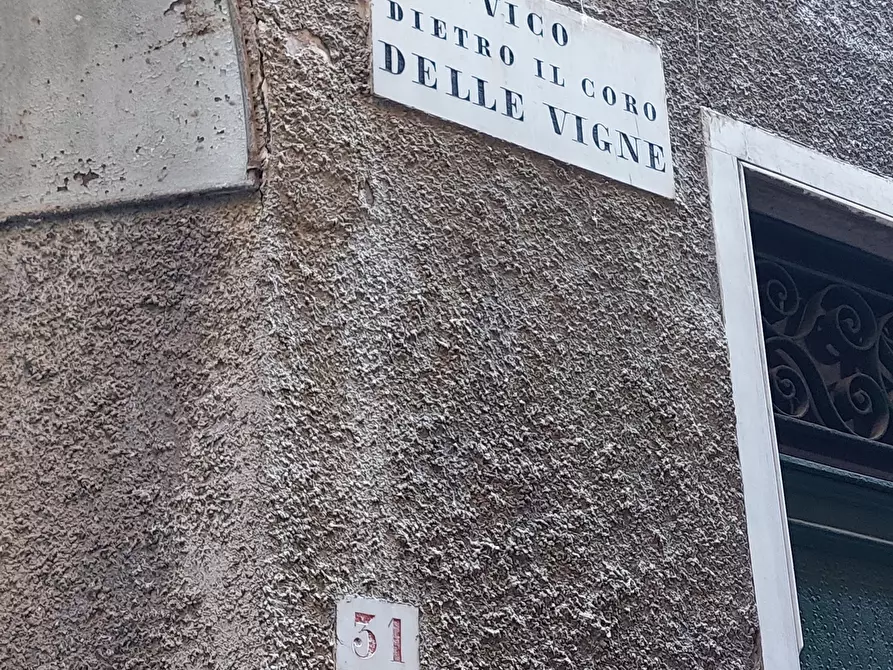 VICO
DIETRO IL CORO
DELLE VIGNE
31